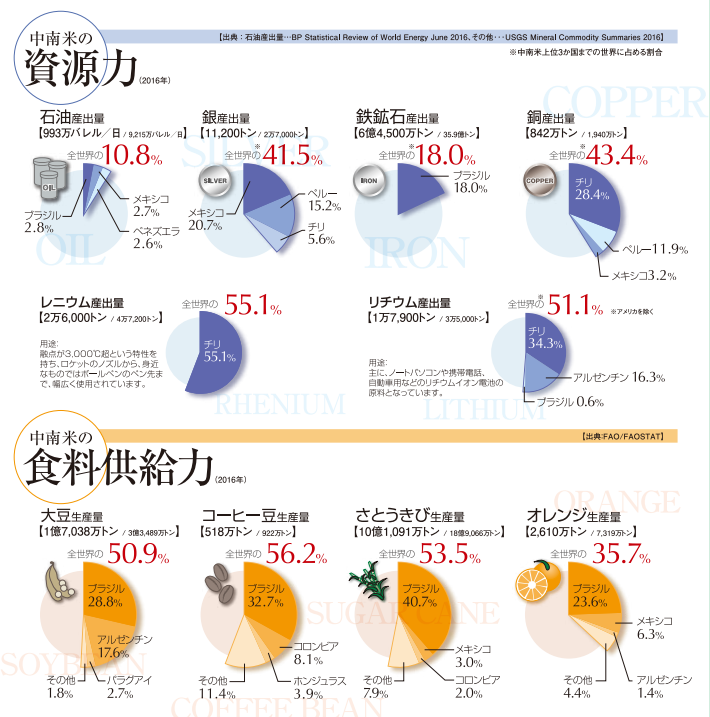 中南米の
資源力(2016年)
【出典：石油産出量…BP Statistical Review of World Energy June 2016、その他･･･USGS Mineral Commodity Summaries 2016】
※中南米上位3か国までの世界に占める割合
石油産出量
【993万バレル／日 / 9,215万バレル／日】
全世界の10.8%
OIL
ブラジル
2.8%
メキシコ
2.7%
ベネズエラ
2.6%
OIL
銀産出量
【11,200トン / 2万7,000トン】
SILVER
全世界の※41.5%
SILVER
メキシコ
20.7%
ペルー
15.2%
チリ
5.6%
鉄鉱石産出量
【6億4,500万トン / 35.9億トン】
全世界の※18.0%
IRON
ブラジル
18.0%
IRON
COPPER
銅産出量
【842万トン / 1,940万トン】
全世界の※43.4%
COPPER
チリ
28.4%
ペルー11.9%
メキシコ3.2%
レニウム産出量
【2万6,000トン / 4万7,200トン】
全世界の 55.1%
チリ
55.1%
用途:
融点が3,000℃超という特性を
持ち、ロケットのノズルから、身近
なものではボールペンのペン先ま
で、幅広く使用されています。
RHENIUM
リチウム産出量
【1万7,900トン / 3万5,000トン】
全世界の※51.1%
※アメリカを除く
チリ
34.3%
アルゼンチン 16.3%
ブラジル 0.6%
用途:
主に、ノートパソコンや携帯電話、
自動車用などのリチウムイオン電池の
原料となっています。
LITHIUM
中南米の
食料供給力(2016年)
【出典:FAO/FAOSTAT】
大豆生産量
【1億7,038万トン / 3億3,489万トン】
全世界の 50.9%
ブラジル
28.8%
アルゼンチン
17.6%
その他
1.8%
パラグアイ
2.7%
SOYBEAN
コーヒー豆生産量
【518万トン / 922万トン】
全世界の 56.2%
ブラジル
32.7%
コロンビア
8.1%
その他
11.4%
ホンジュラス
3.9%
COFFEE BEAN
さとうきび生産量
【10億1,091万トン / 18億9,066万トン】
全世界の 53.5%
ブラジル
40.7%
SUGAR CANE
メキシコ
3.0%
その他
7.9%
コロンビア
2.0%
ORANGE
オレンジ生産量
【2,610万トン / 7,319万トン】
全世界の 35.7%
ブラジル
23.6%
メキシコ
6.3%
その他
4.4%
アルゼンチン
1.4%